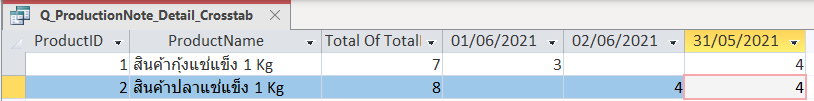 Q_ProductionNote_Detail_Crosstab
ProductID ProductName Total Of Totall 01/06/2021 02/06/2021 31/05/2021
1 สินค้ากุ้งแช่แข็ง 1 Kg 7 3 4
2 สินค้าปลาแช่แข็ง 1 Kg 8 4 4